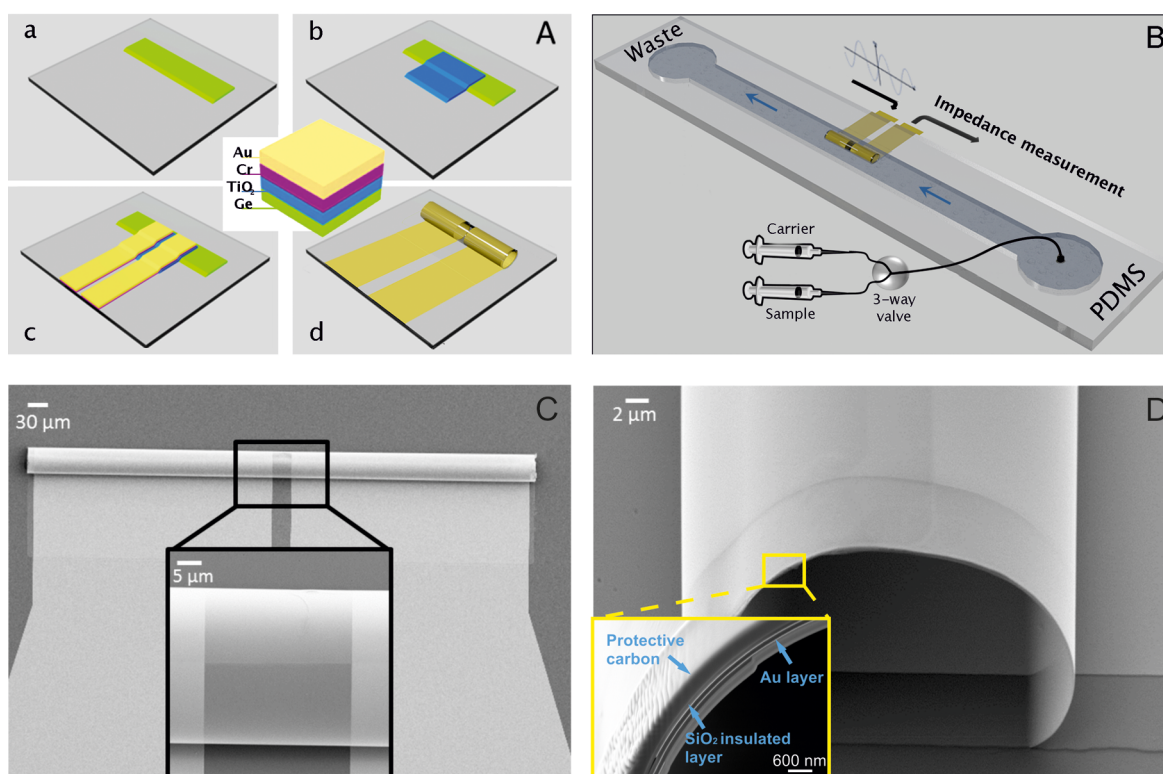 a
b
A
Au
Cr
TiO₂
Ge
c
d
B
Waste
Impedance measurement
Carrier
Sample
3-way
valve
PDMS
C
30 µm
5 µm
D
2 µm
Protective
carbon
Au layer
SiO₂ insulated
layer
600 nm